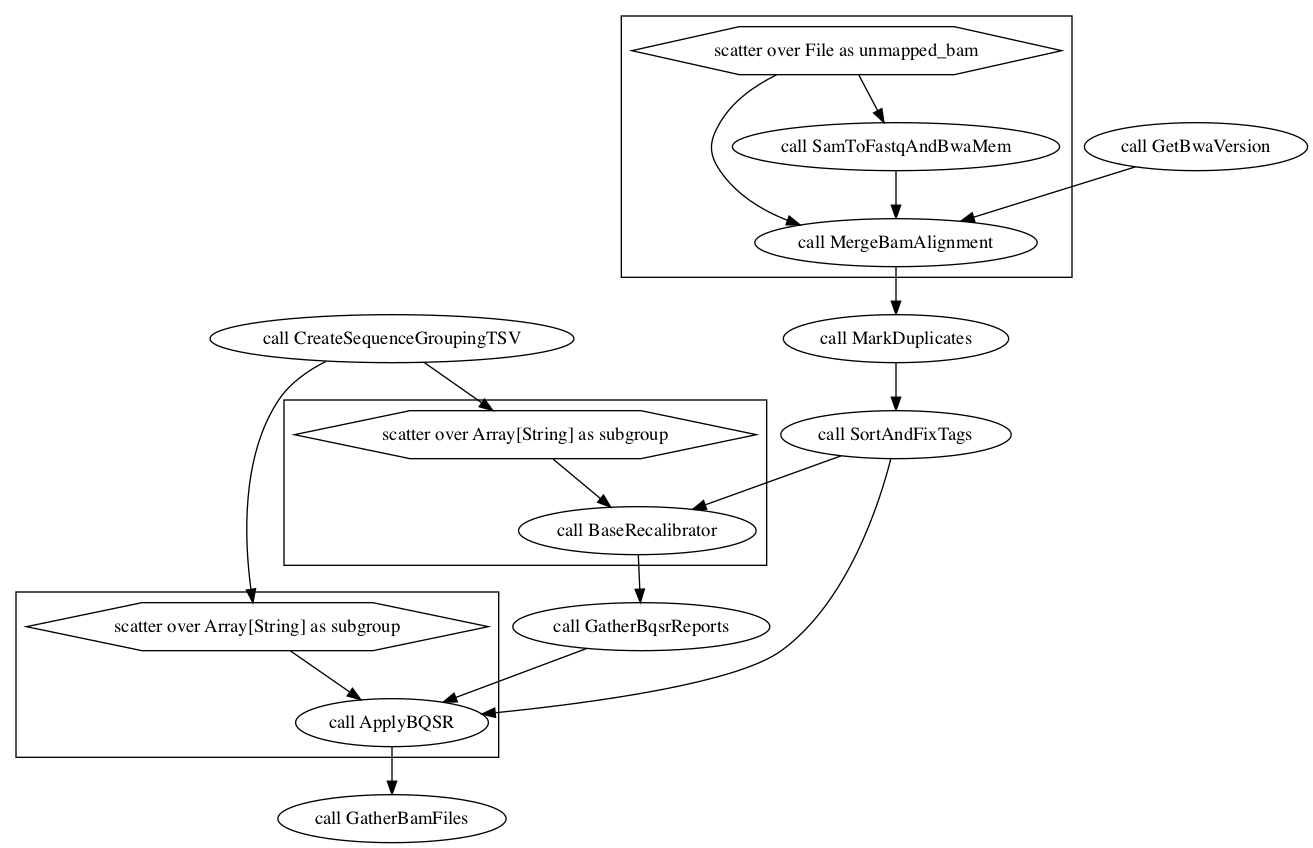 scatter over File as unmapped_bam
call SamToFastqAndBwaMem
call GetBwaVersion
call MergeBamAlignment
call CreateSequenceGroupingTSV
call MarkDuplicates
scatter over Array[String] as subgroup
call SortAndFixTags
call BaseRecalibrator
scatter over Array[String] as subgroup
call GatherBqsrReports
call ApplyBQSR
call GatherBamFiles